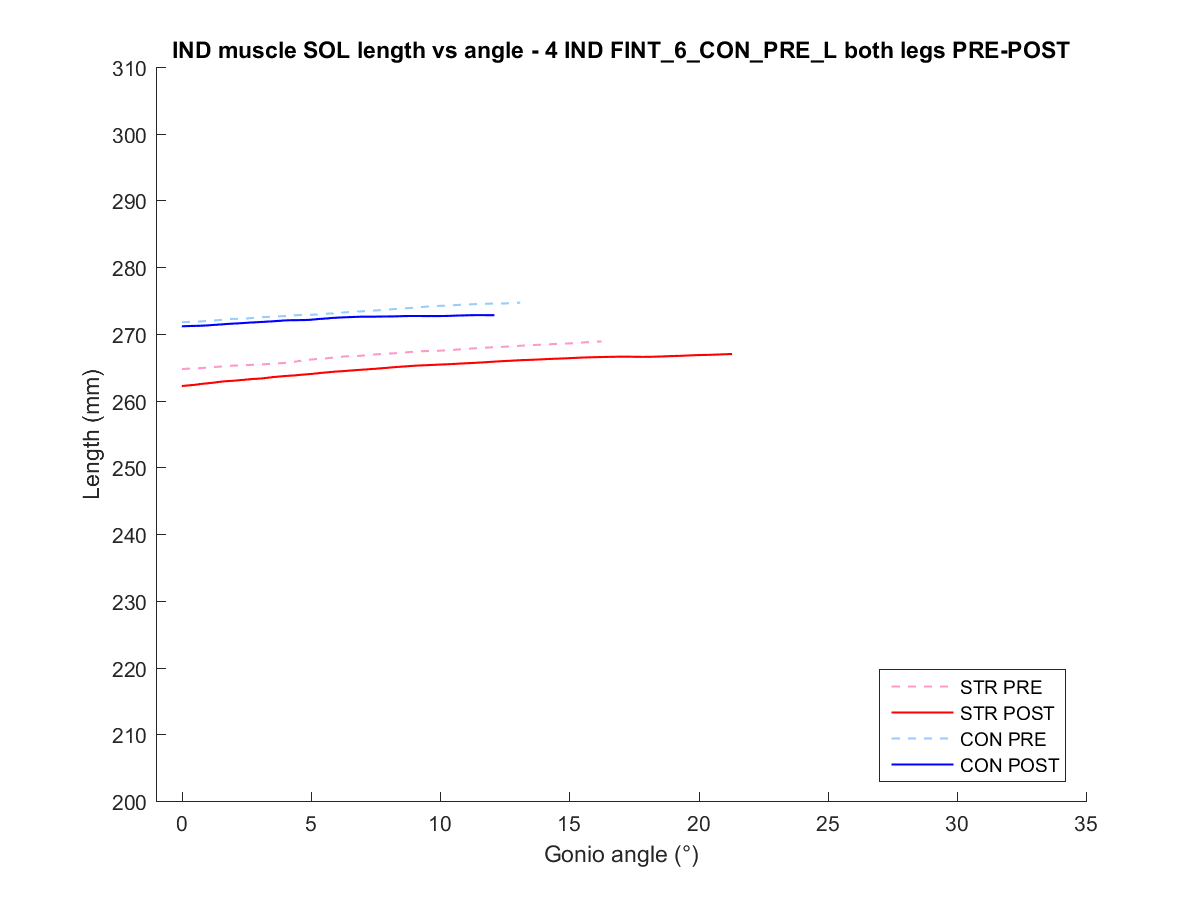 IND muscle SOL length vs angle - 4 IND FINT_6_CON_PRE_L both legs PRE-POST
310
300
290
280
270
260
250
240
230
220
210
200
Length (mm)
0 5 10 15 20 25 30 35
Gonio angle (°)
STR PRE
STR POST
CON PRE
CON POST